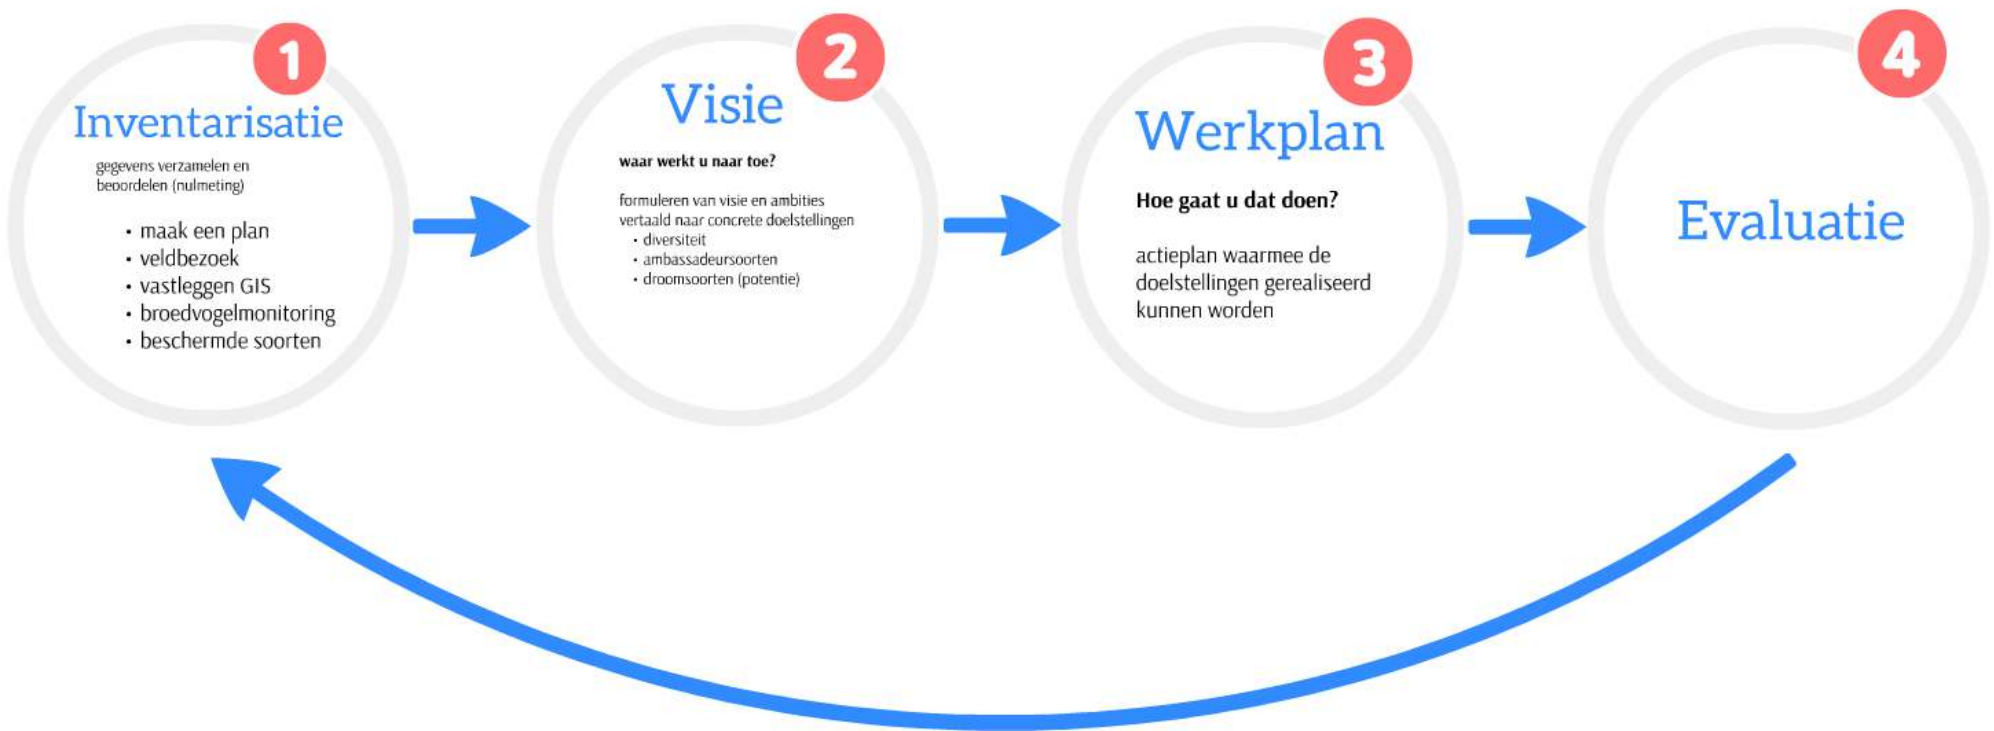 1
Inventarisatie
gegevens verzamelen en
beoordelen (nulmeting)
• maak een plan
• veldbezoek
• vastleggen GIS
• broedvogelmonitoring
• beschermde soorten
2
Visie
waar werkt u naar toe?
formuleren van visie en ambities
vertaald naar concrete doelstellingen
• diversiteit
• ambassadeursoorten
• droomsoorten (potentie)
3
Werkplan
Hoe gaat u dat doen?
actieplan waarmee de
doelstellingen gerealiseerd
kunnen worden
4
Evaluatie